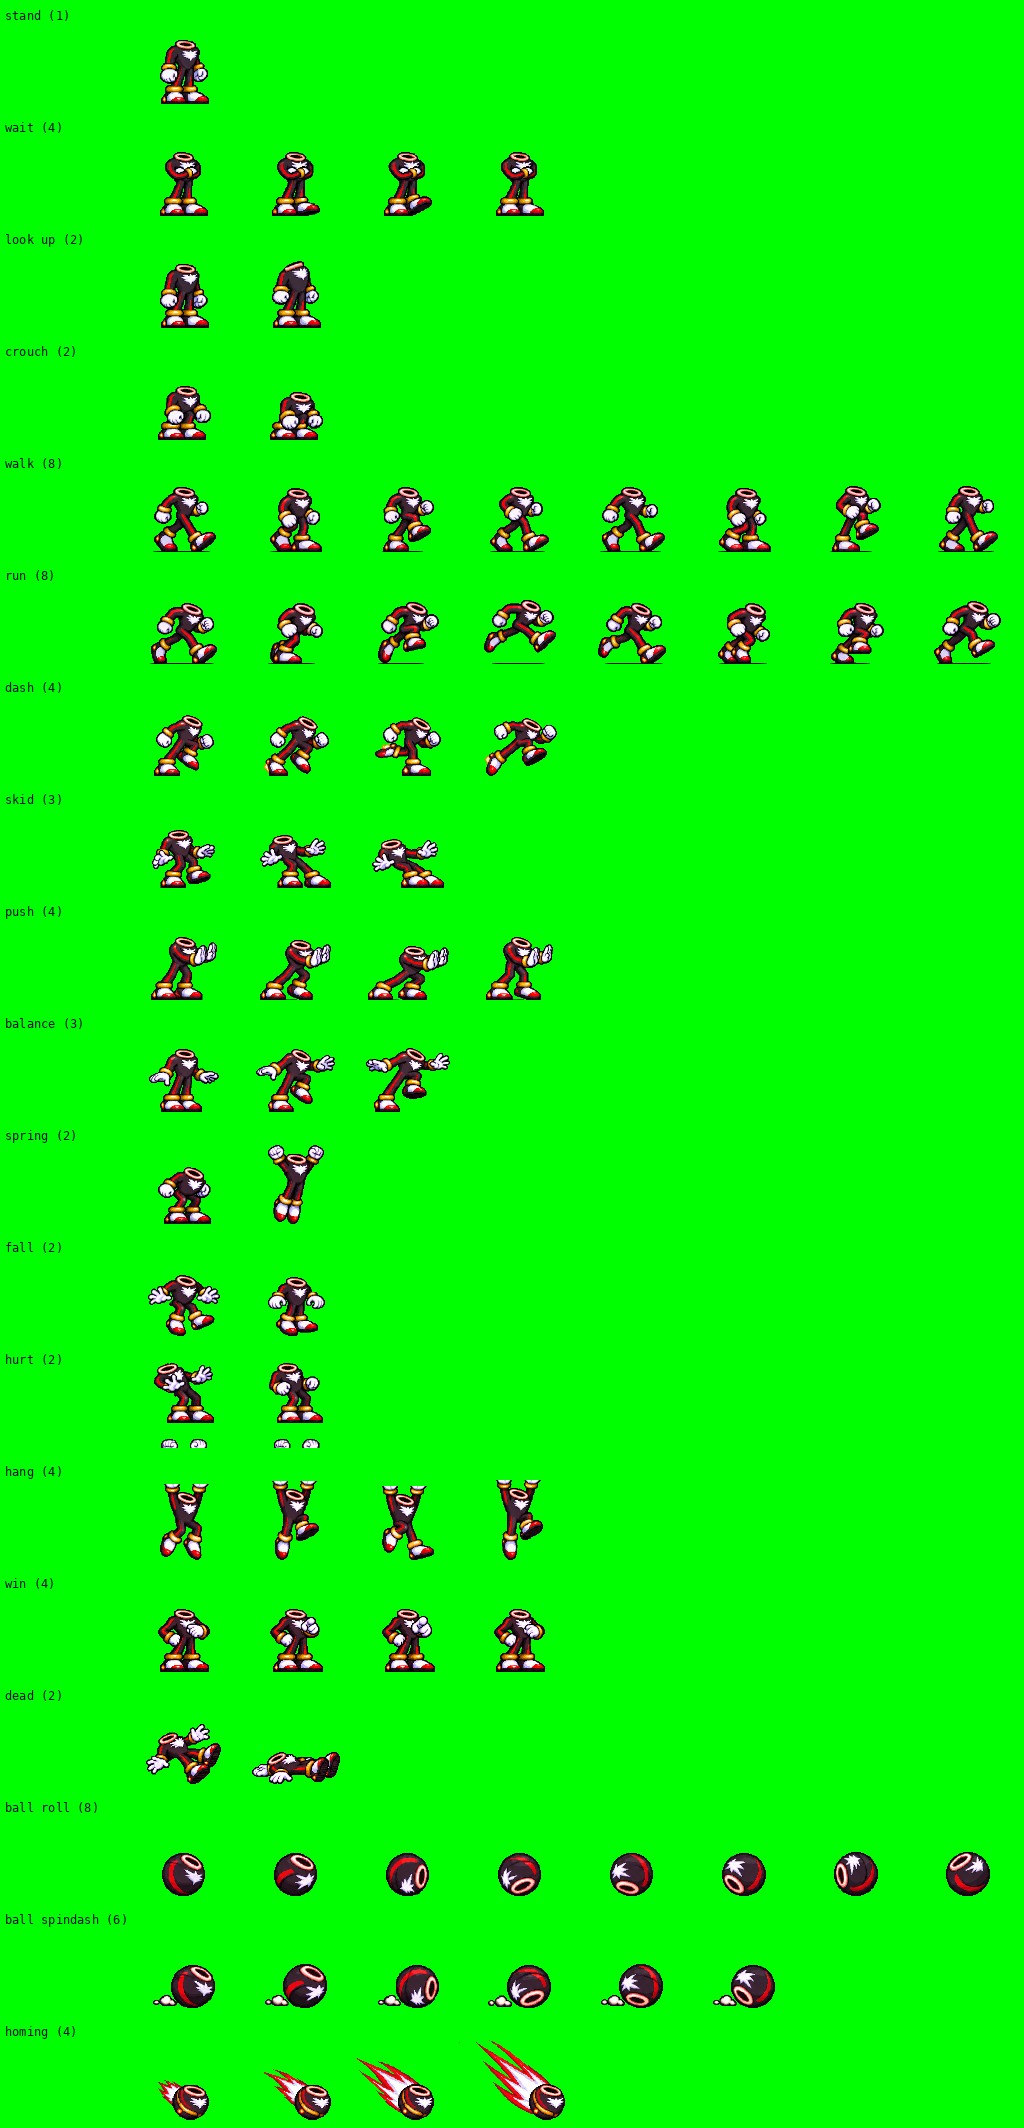 stand (1)
wait (4)
look up (2)
crouch (2)
walk (8)
run (8)
dash (4)
skid (3)
push (4)
balance (3)
spring (2)
fall (2)
hurt (2)
hang (4)
win (4)
dead (2)
ball roll (8)
ball spindash (6)
homing (4)